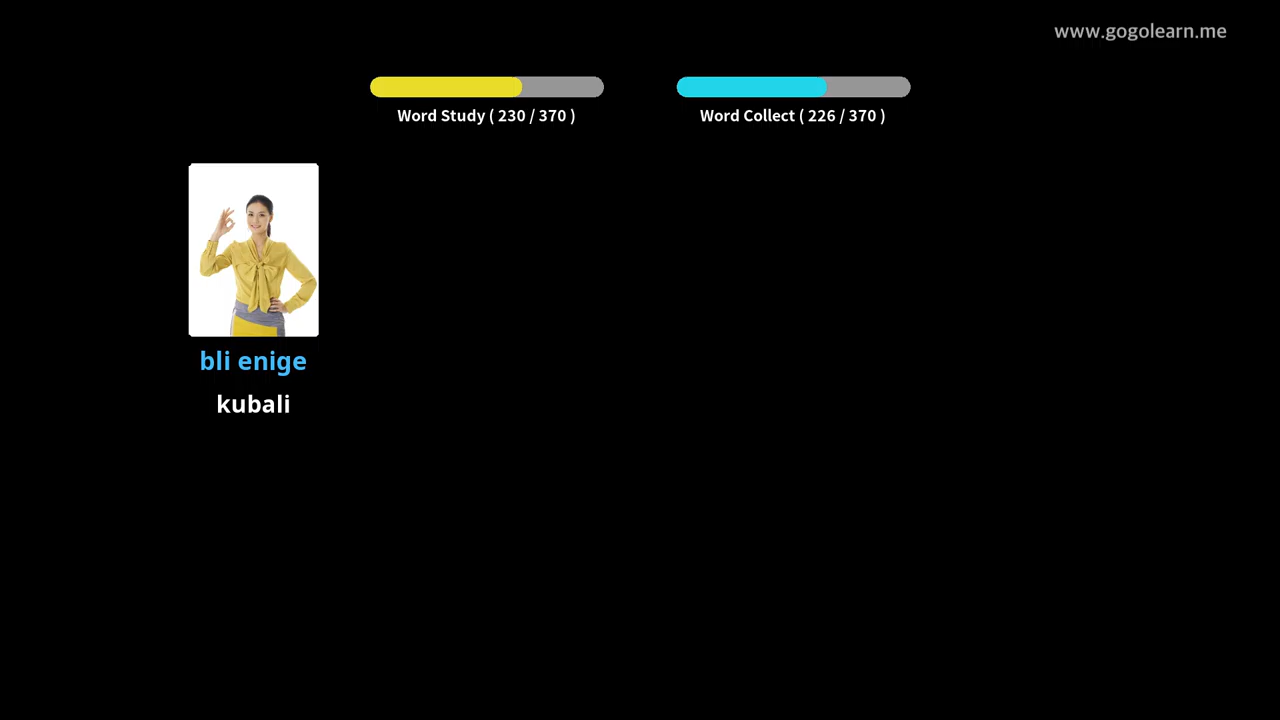 www.gogolearn.me
Word Study ( 230 / 370 )
Word Collect ( 226 / 370 )
bli enige
kubali